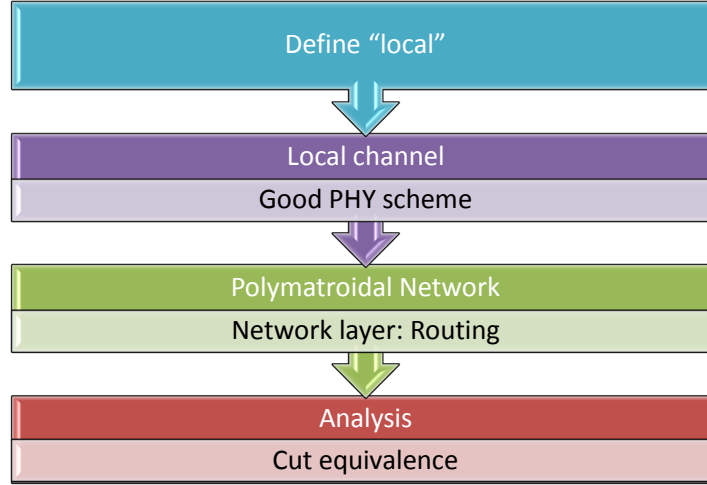 Define “local”
Local channel
Good PHY scheme
Polymatroidal Network
Network layer: Routing
Analysis
Cut equivalence